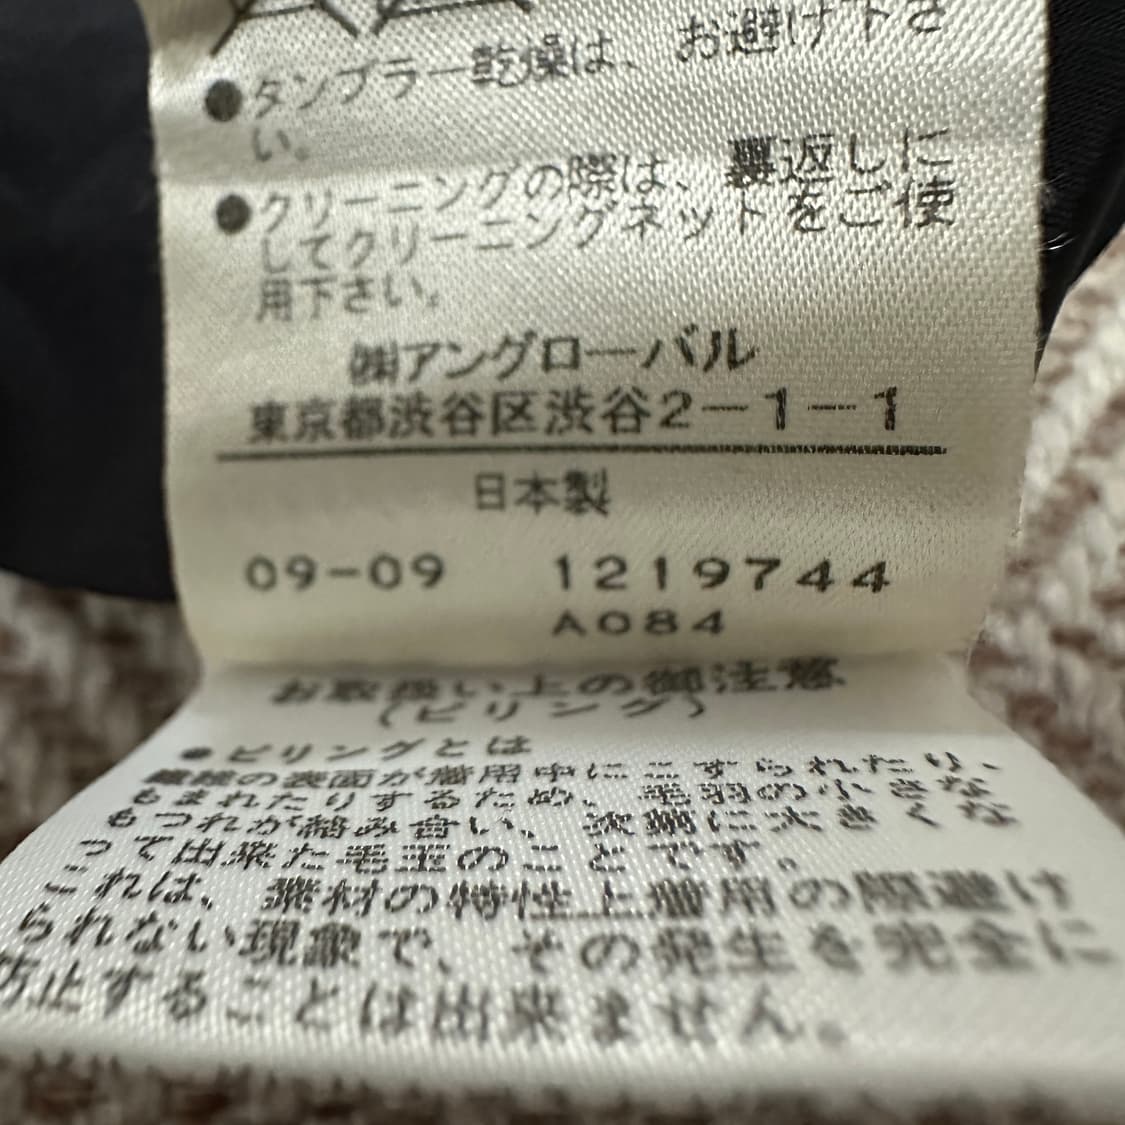 ●タンブラー乾燥は、お避け下さ
い。
●クリーニングの際は、裏返しに
してクリーニングネットをご使
用下さい。
㈱アングローバル
東京都渋谷区渋谷2-1-1
日本製
09-09 1219744
A084
お取扱い上の御注意
(ピリング)
●ピリングとは
繊維の表面が着用中にこすられたり、
もまれたりするため、毛羽の小さな
もつれが絡み合い、次第に大きくな
って出来た毛玉のことです。
これは、素材の特性上着用の際避け
られない現象で、その発生を完全に
防止することは出来ません。